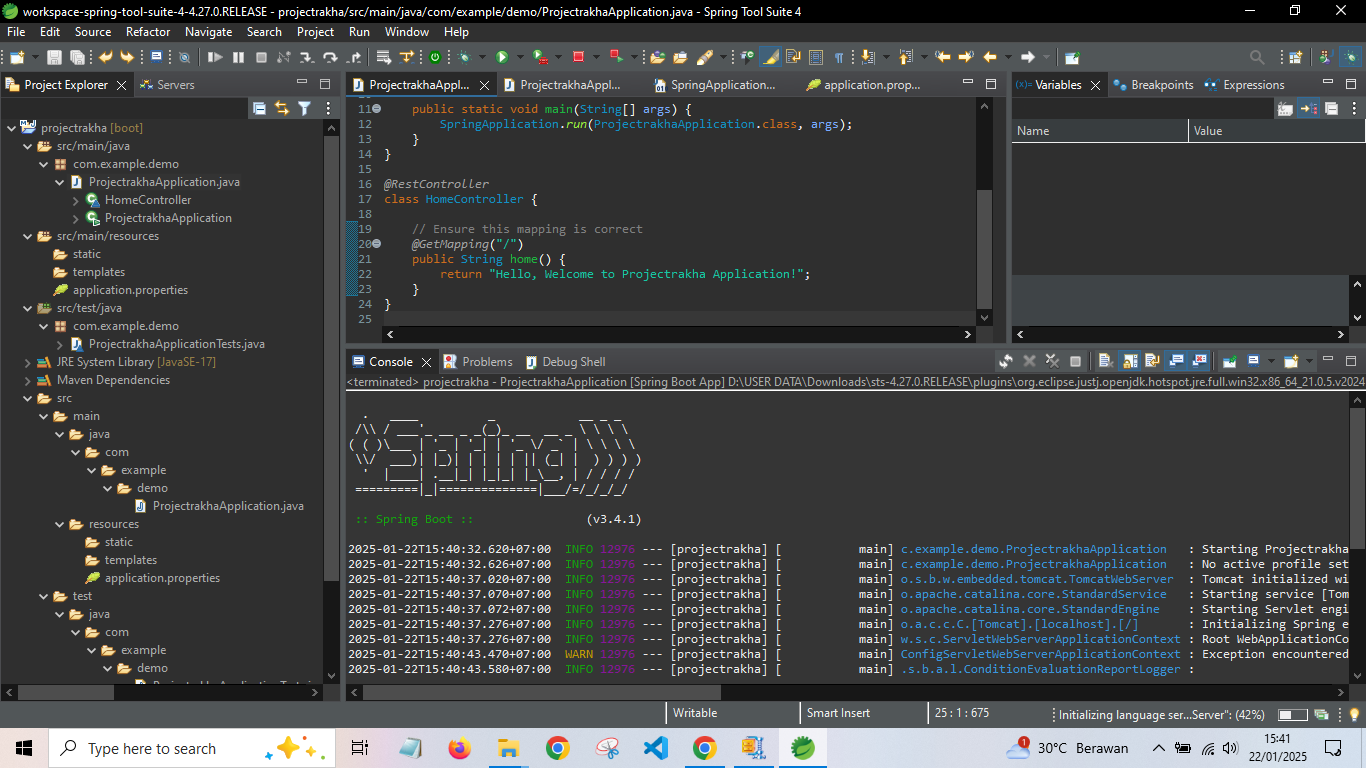 workspace-spring-tool-suite-4-4.27.0.RELEASE - projectrakha/src/main/java/com/example/demo/ProjectrakhaApplication.java - Spring Tool Suite 4
File Edit Source Refactor Navigate Search Project Run Window Help
Project Explorer Servers
projectrakha [boot]
src/main/java
com.example.demo
ProjectrakhaApplication.java
HomeController
ProjectrakhaApplication
src/main/resources
static
templates
application.properties
src/test/java
com.example.demo
ProjectrakhaApplicationTests.java
JRE System Library [JavaSE-17]
Maven Dependencies
src
main
java
com
example
demo
ProjectrakhaApplication.java
resources
static
templates
application.properties
test
java
com
example
demo
ProjectrakhaAppl... ProjectrakhaAppl... SpringApplication... application.prop...
11 public static void main(String[] args) {
12 SpringApplication.run(ProjectrakhaApplication.class, args);
13 }
14 }
15
16 @RestController
17 class HomeController {
18
19 // Ensure this mapping is correct
20 @GetMapping("/")
21 public String home() {
22 return "Hello, Welcome to Projectrakha Application!";
23 }
24 }
25
Variables Breakpoints Expressions
Name Value
Console Problems Debug Shell
<terminated> projectrakha - ProjectrakhaApplication [Spring Boot App] D:\USER DATA\Downloads\sts-4.27.0.RELEASE\plugins\org.eclipse.justj.openjdk.hotspot.jre.full.win32.x86_64_21.0.5.v2024
Spring
:: Spring Boot :: (v3.4.1)
2025-01-22T15:40:32.620+07:00 INFO 12976 --- [projectrakha] [ main] c.example.demo.ProjectrakhaApplication : Starting Projectrakha
2025-01-22T15:40:32.626+07:00 INFO 12976 --- [projectrakha] [ main] c.example.demo.ProjectrakhaApplication : No active profile set
2025-01-22T15:40:37.020+07:00 INFO 12976 --- [projectrakha] [ main] o.s.b.w.embedded.tomcat.TomcatWebServer : Tomcat initialized wi
2025-01-22T15:40:37.070+07:00 INFO 12976 --- [projectrakha] [ main] o.apache.catalina.core.StandardService : Starting service [Tom
2025-01-22T15:40:37.072+07:00 INFO 12976 --- [projectrakha] [ main] o.apache.catalina.core.StandardEngine : Starting Servlet engi
2025-01-22T15:40:37.276+07:00 INFO 12976 --- [projectrakha] [ main] o.a.c.c.C.[Tomcat].[localhost].[/] : Initializing Spring e
2025-01-22T15:40:37.276+07:00 INFO 12976 --- [projectrakha] [ main] w.s.c.ServletWebServerApplicationContext : Root WebApplicationCo
2025-01-22T15:40:43.470+07:00 WARN 12976 --- [projectrakha] [ main] ConfigServletWebServerApplicationContext : Exception encountered
2025-01-22T15:40:43.580+07:00 INFO 12976 --- [projectrakha] [ main] .s.b.a.l.ConditionEvaluationReportLogger :
Writable Smart Insert 25 : 1 : 675 Initializing language ser...Server": (42%)
Type here to search
1
30°C Berawan
15:41
22/01/2025